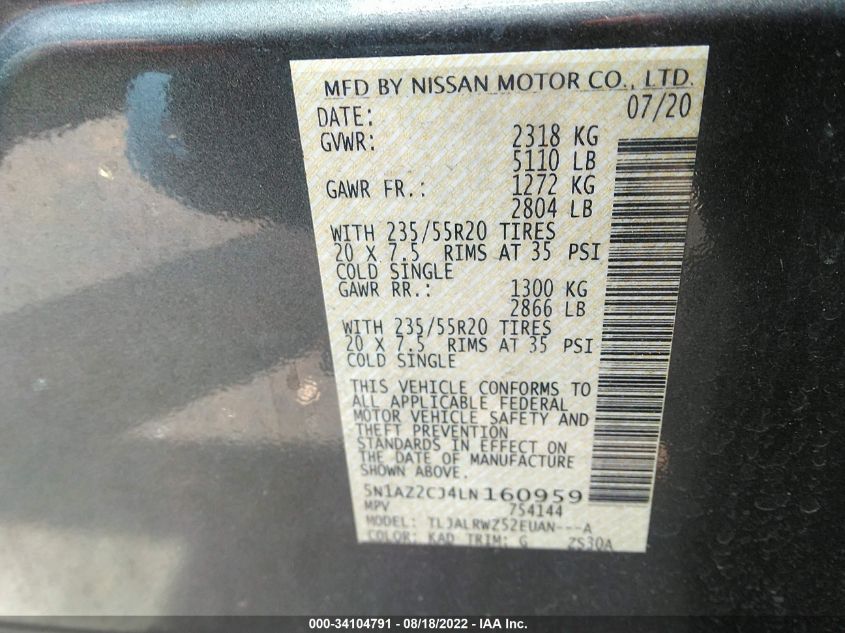 MFD BY NISSAN MOTOR CO., LTD.
DATE: 07/20
GVWR: 2318 KG
5110 LB
GAWR FR.: 1272 KG
2804 LB
WITH 235/55R20 TIRES
20 X 7.5 RIMS AT 35 PSI
COLD SINGLE
GAWR RR.: 1300 KG
2866 LB
WITH 235/55R20 TIRES
20 X 7.5 RIMS AT 35 PSI
COLD SINGLE
THIS VEHICLE CONFORMS TO
ALL APPLICABLE FEDERAL
MOTOR VEHICLE SAFETY AND
THEFT PREVENTION
STANDARDS IN EFFECT ON
THE DATE OF MANUFACTURE
SHOWN ABOVE.
5N1AZ2CJ4LN160959
MPV 754144
MODEL: TLJALRWZ52EUAN---A
COLOR: KAD TRIM: G ZS30A
000-34104791 - 08/18/2022 - IAA Inc.